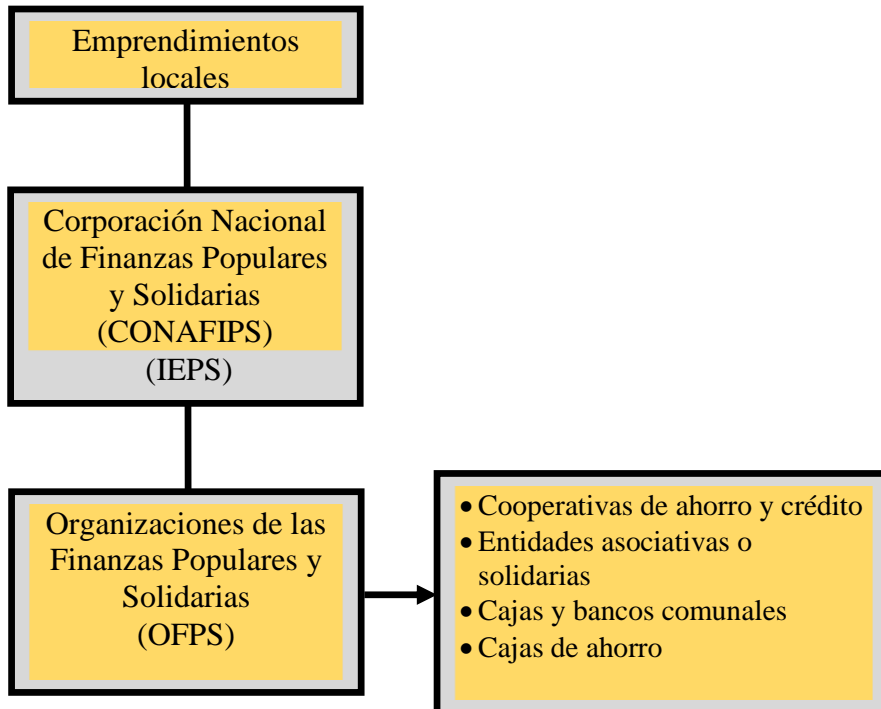 Emprendimientos
locales
Corporación Nacional
de Finanzas Populares
y Solidarias
(CONAFIPS)
(IEPS)
Organizaciones de las
Finanzas Populares y
Solidarias
(OFPS)
• Cooperativas de ahorro y crédito
• Entidades asociativas o
solidarias
• Cajas y bancos comunales
• Cajas de ahorro